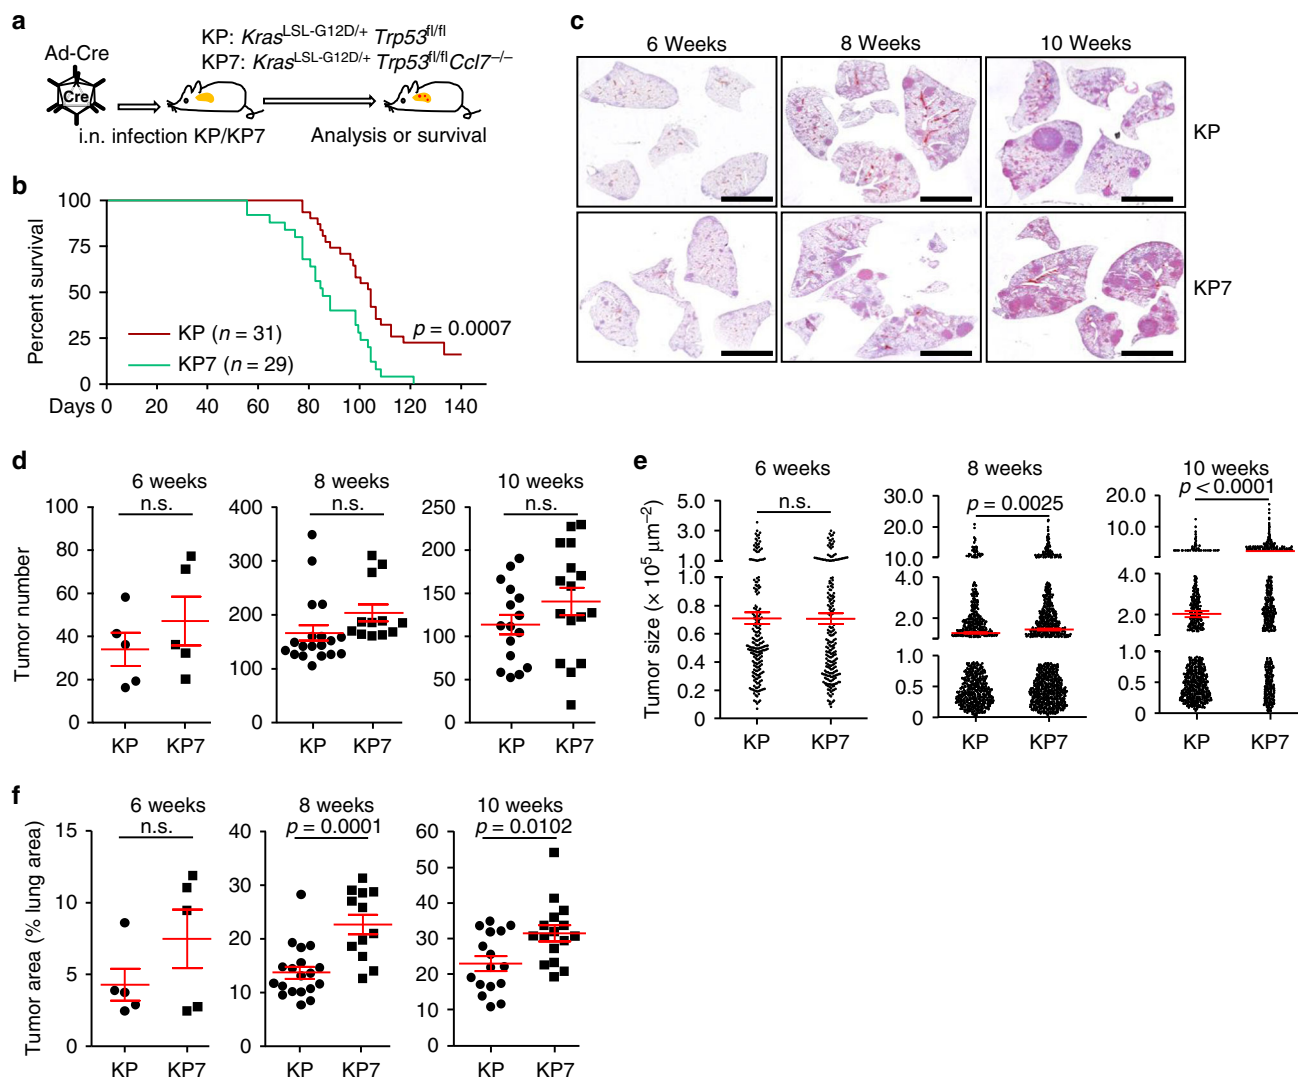 a
KP: Kras^LSL-G12D/+ Trp53^fl/fl
KP7: Kras^LSL-G12D/+ Trp53^fl/fl Ccl7^−/−
Ad-Cre
Cre
i.n. infection KP/KP7
Analysis or survival
b
Percent survival
100
75
50
25
0
KP (n = 31)
KP7 (n = 29)
p = 0.0007
Days 0 20 40 60 80 100 120 140
c
6 Weeks 8 Weeks 10 Weeks
KP
KP7
d
Tumor number
6 weeks
n.s.
100
80
60
40
20
0
KP KP7
8 weeks
n.s.
400
300
200
100
0
KP KP7
10 weeks
n.s.
250
200
150
100
50
0
KP KP7
e
Tumor size (× 10⁵ µm⁻²)
6 weeks
n.s.
5.0
3.0
1.0
1.0
0.8
0.6
0.4
0.2
0
KP KP7
8 weeks
p = 0.0025
30.0
20.0
10.0
4.0
2.0
1.0
0.5
0
KP KP7
10 weeks
p < 0.0001
20.0
10.0
4.0
2.0
1.0
0.5
0
KP KP7
f
Tumor area (% lung area)
6 weeks
n.s.
15
10
5
0
KP KP7
8 weeks
p = 0.0001
40
30
20
10
0
KP KP7
10 weeks
p = 0.0102
60
50
40
30
20
10
0
KP KP7